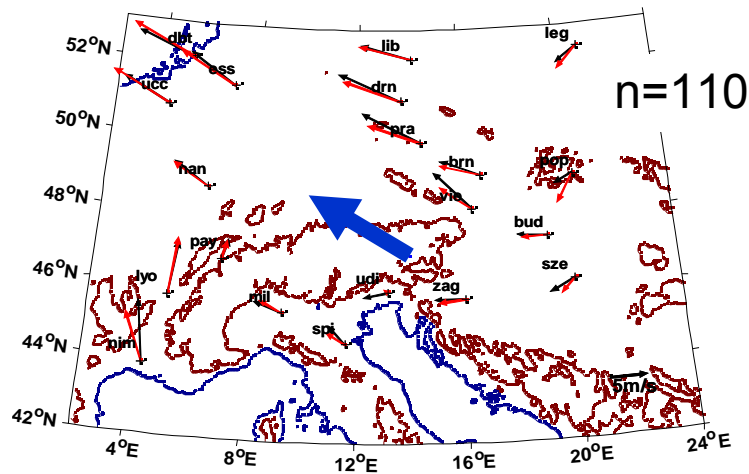 52°N
50°N
48°N
46°N
44°N
42°N
4°E
8°E
12°E
16°E
20°E
24°E
dbt
ess
ucc
lib
leg
drn
pra
brn
pop
vie
han
bud
pay
lyo
udi
zag
sze
mil
spi
nim
5m/s
n=110